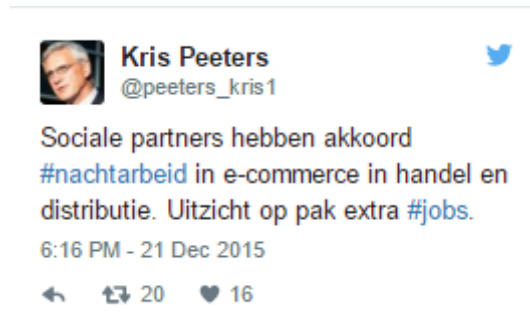 Kris Peeters
@peeters_kris1
Sociale partners hebben akkoord
#nachtarbeid in e-commerce in handel en
distributie. Uitzicht op pak extra #jobs.
6:16 PM - 21 Dec 2015
20 16